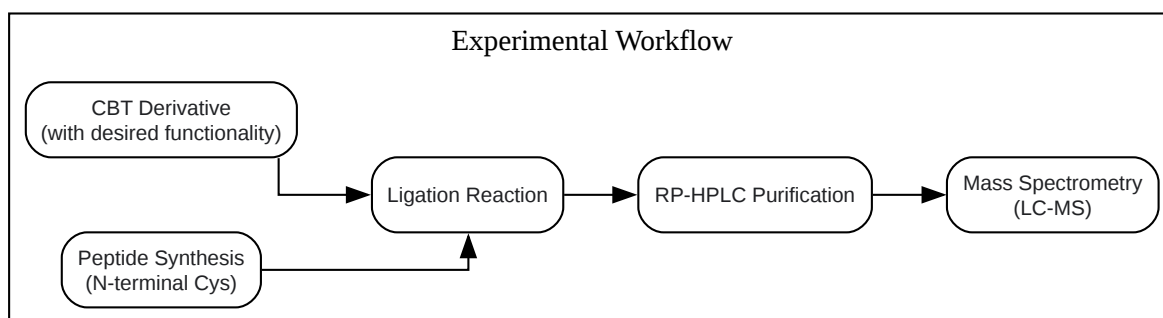 Experimental Workflow
CBT Derivative
(with desired functionality)
Ligation Reaction
RP-HPLC Purification
Mass Spectrometry
(LC-MS)
Peptide Synthesis
(N-terminal Cys)